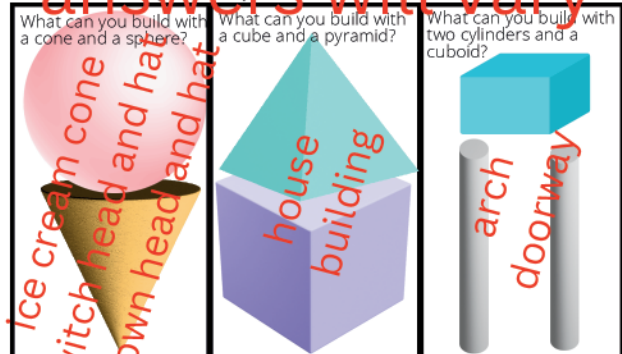 answers will vary
What can you build with
a cone and a sphere?
ice cream cone
witch head and hat
clown head and hat
What can you build with
a cube and a pyramid?
house
building
What can you build with
two cylinders and a
cuboid?
arch
doorway